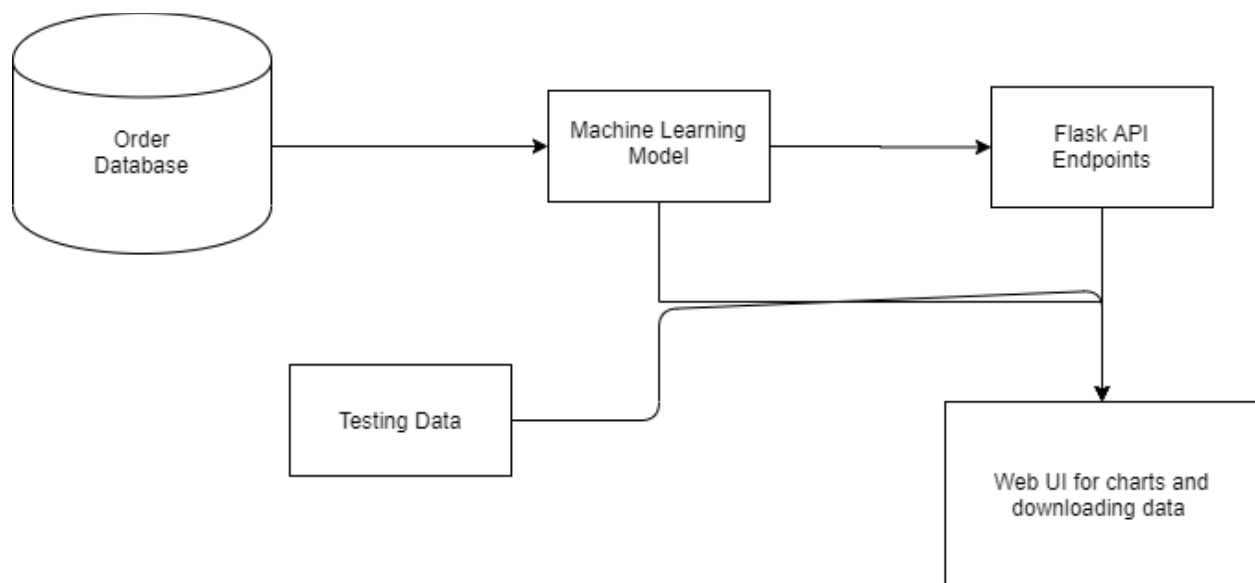 Order
Database
Machine Learning
Model
Flask API
Endpoints
Testing Data
Web UI for charts and
downloading data